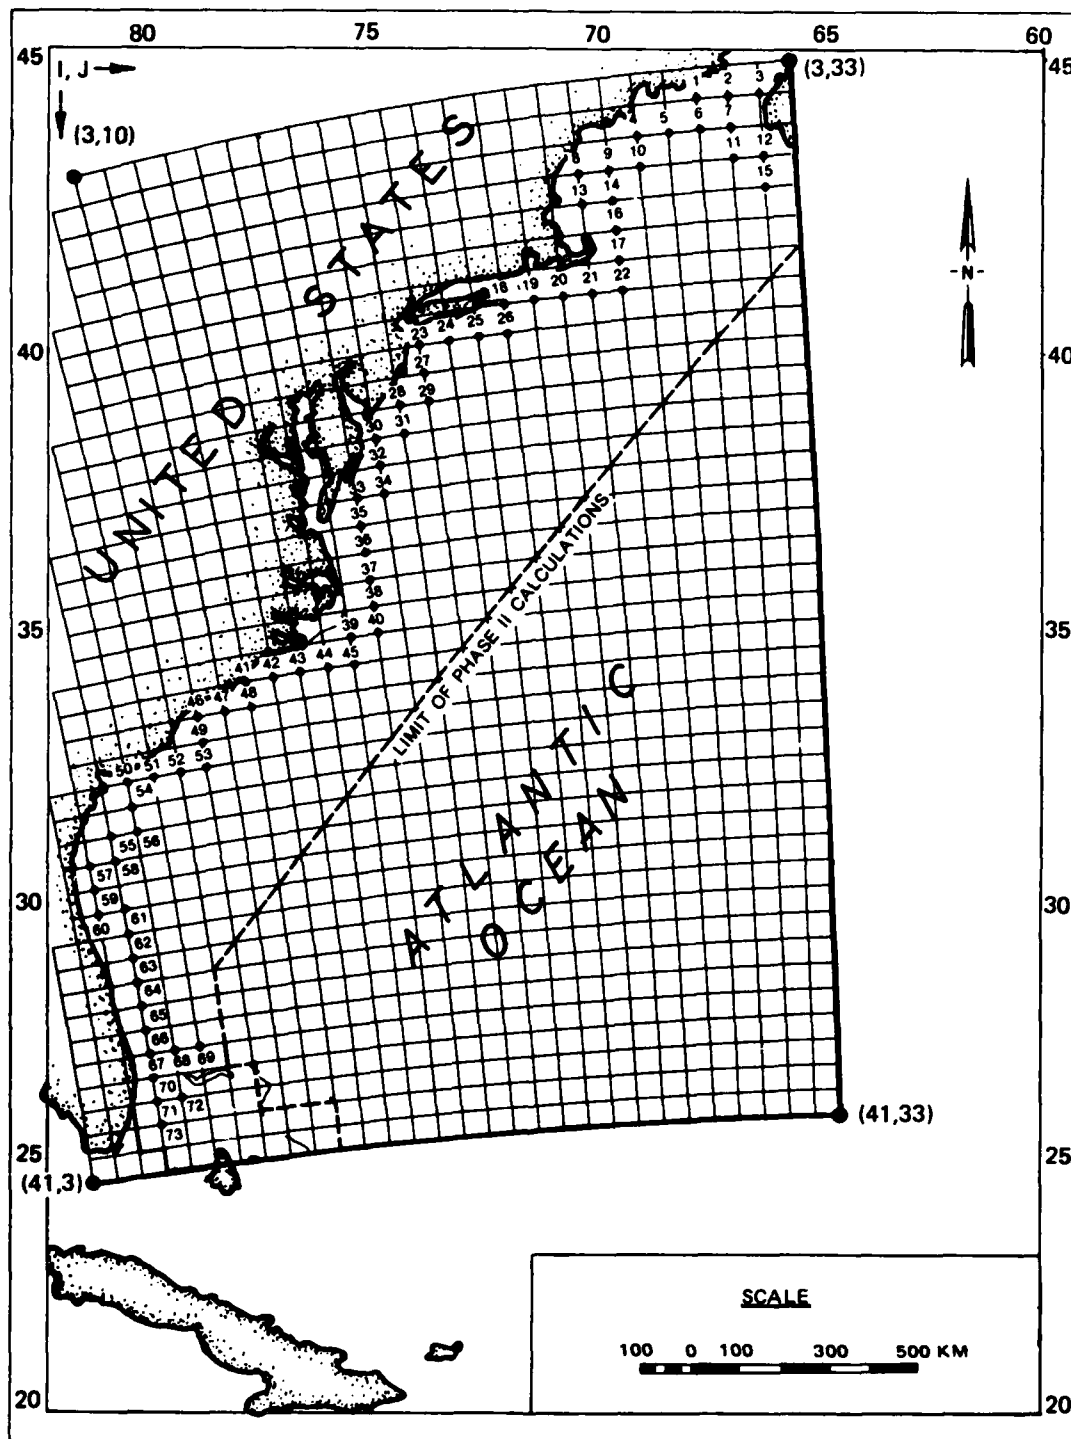 80 75 70 65 60
45 45
I, J
(3,33)
(3,10)
1 2 3
4 5 6 7
8 9 10 11 12
13 14 15
16
17
18 19 20 21 22
23 24 25 26
27
28 29
30 31
32
33 34
35
36
37
38
39 40
41 42 43 44 45
46 47 48
49
50 51 52 53
54
55 56
57 58
59
60 61
62
63
64
65
66
67 68 69
70
71 72
73
UNITED STATES
-N-
40 40
35 35
LIMIT OF PHASE II CALCULATIONS
ATLANTIC
OCEAN
30 30
25 25
(41,33)
(41,3)
SCALE
100 0 100 300 500 KM
20 20